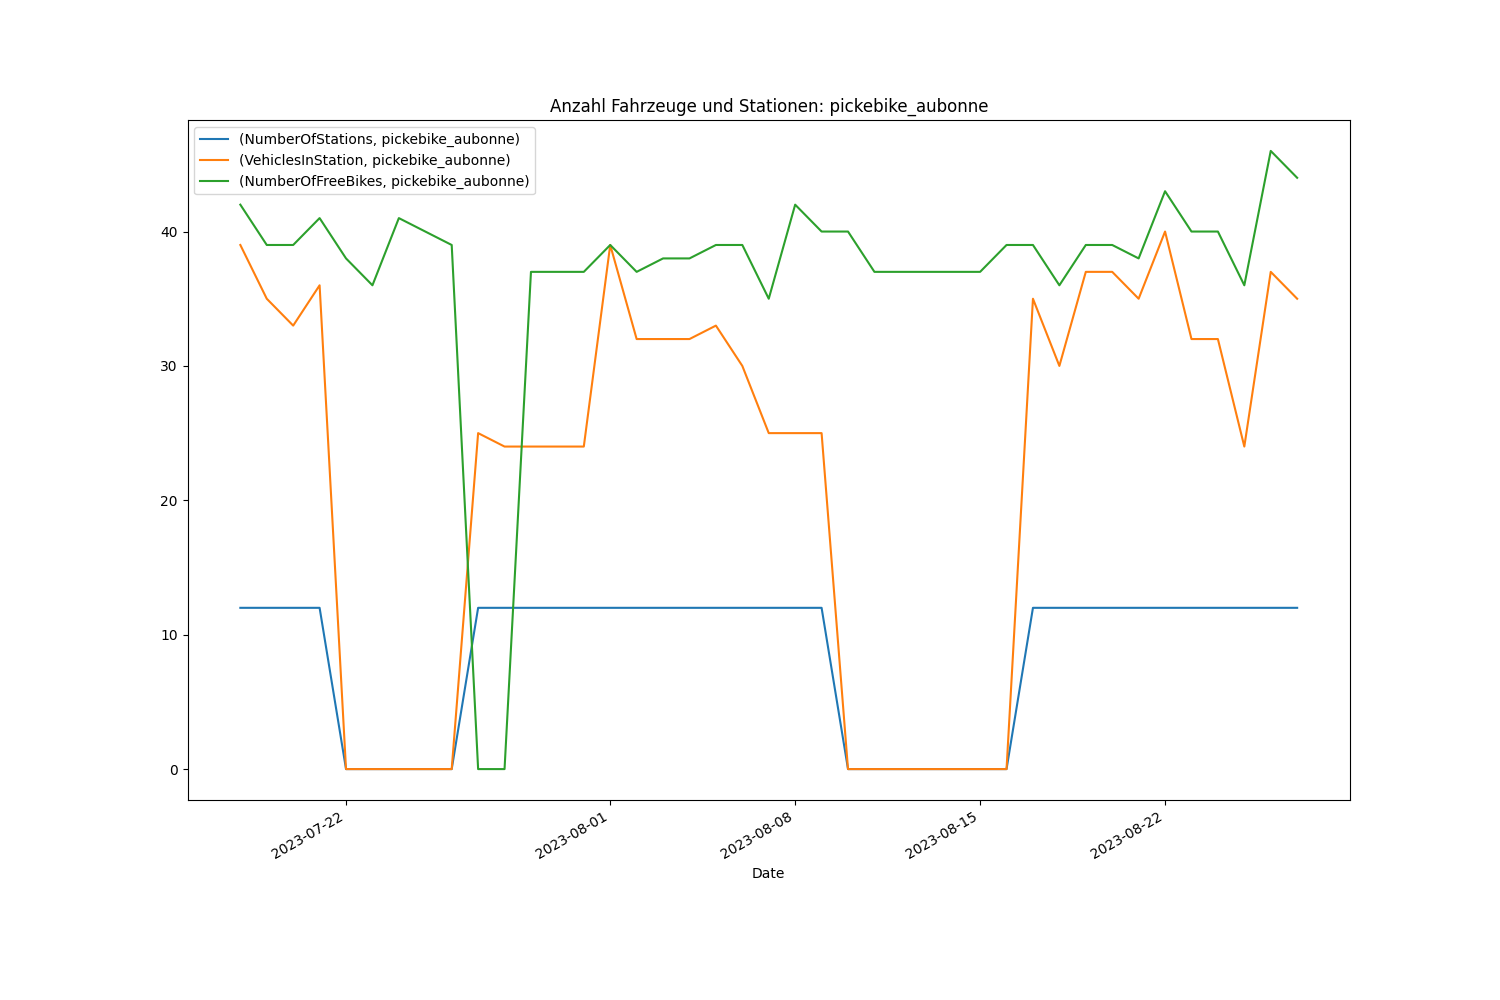 Anzahl Fahrzeuge und Stationen: pickebike_aubonne
(NumberOfStations, pickebike_aubonne)
(VehiclesInStation, pickebike_aubonne)
(NumberOfFreeBikes, pickebike_aubonne)
40
30
20
10
0
2023-07-22
2023-08-01
2023-08-08
2023-08-15
2023-08-22
Date